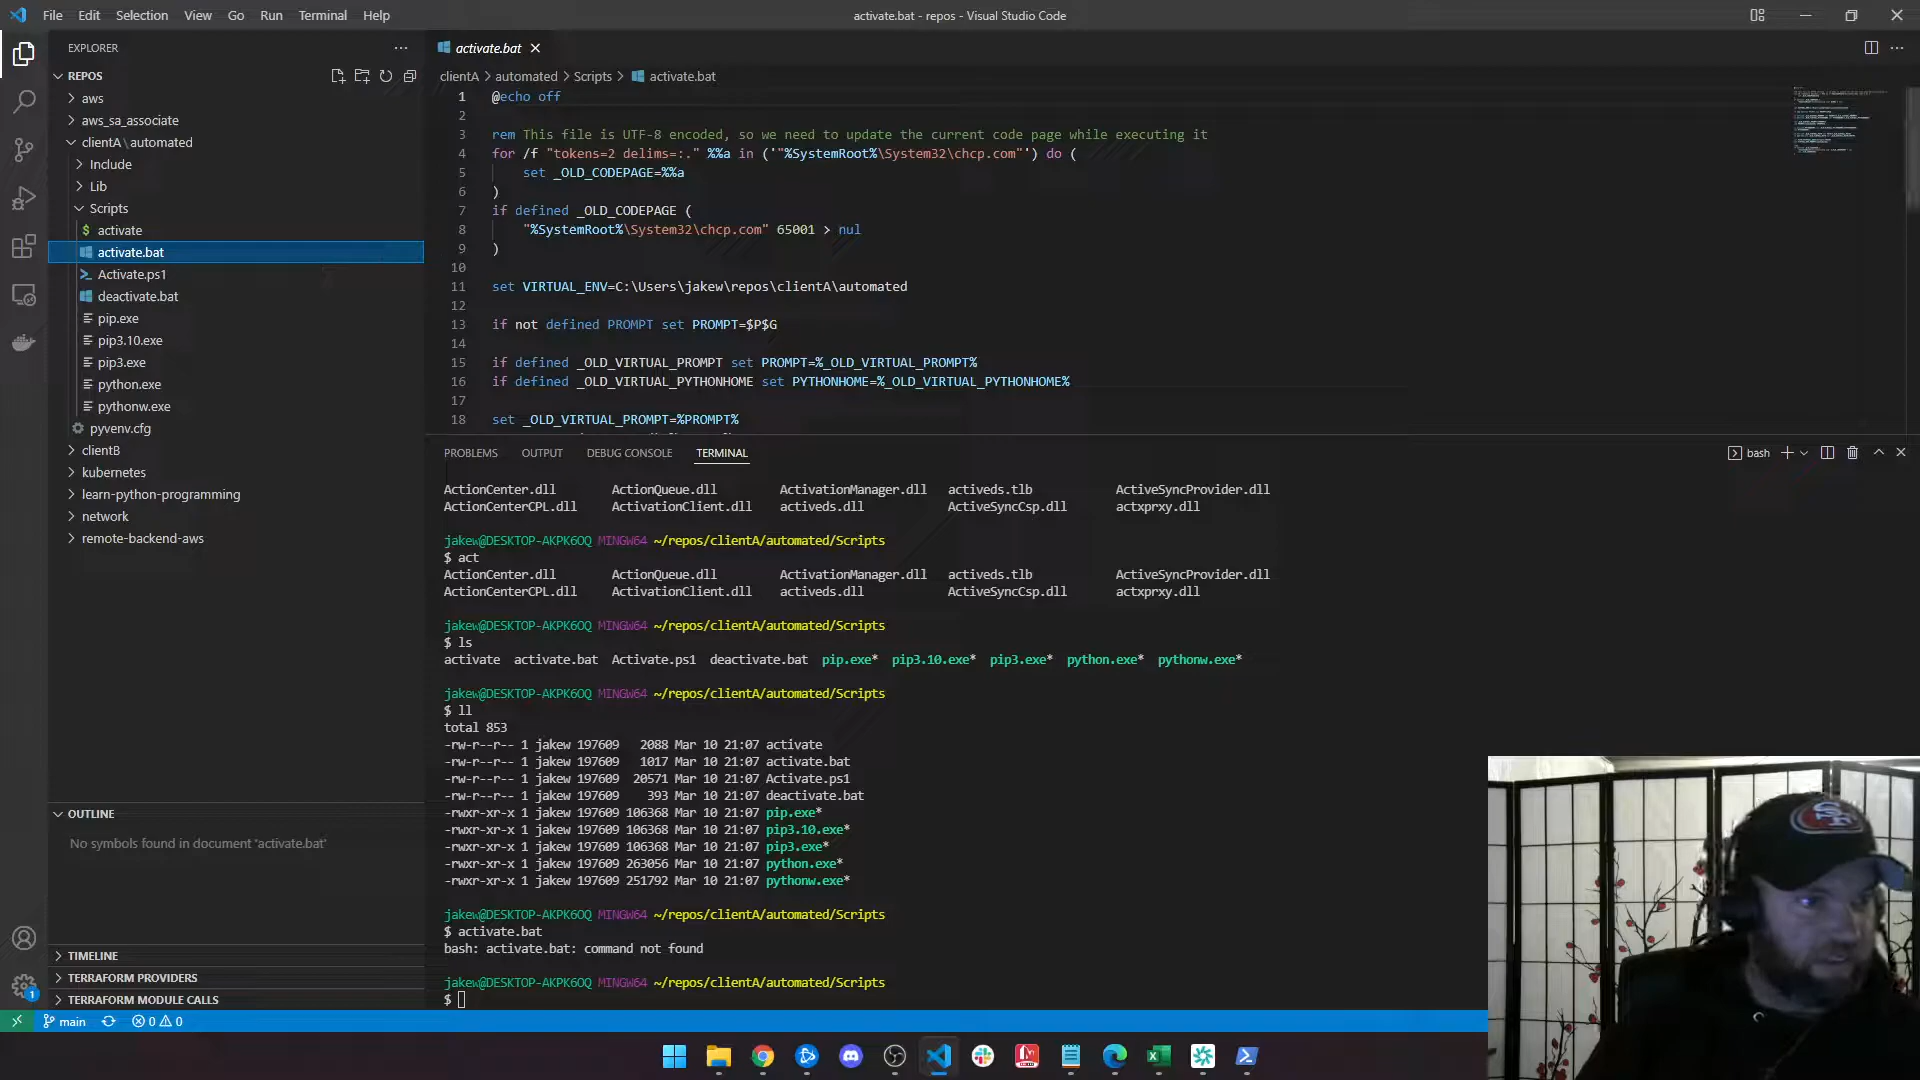 File Edit Selection View Go Run Terminal Help
activate.bat - repos - Visual Studio Code
EXPLORER
REPOS
aws
aws_sa_associate
clientA\automated
Include
Lib
Scripts
activate
activate.bat
Activate.ps1
deactivate.bat
pip.exe
pip3.10.exe
pip3.exe
python.exe
pythonw.exe
pyvenv.cfg
clientB
kubernetes
learn-python-programming
network
remote-backend-aws
OUTLINE
No symbols found in document 'activate.bat'
TIMELINE
TERRAFORM PROVIDERS
TERRAFORM MODULE CALLS
activate.bat
clientA > automated > Scripts > activate.bat
1 @echo off
2
3 rem This file is UTF-8 encoded, so we need to update the current code page while executing it
4 for /f "tokens=2 delims=:." %%a in ('"%SystemRoot%\System32\chcp.com"') do (
5 set _OLD_CODEPAGE=%%a
6 )
7 if defined _OLD_CODEPAGE (
8 "%SystemRoot%\System32\chcp.com" 65001 > nul
9 )
10
11 set VIRTUAL_ENV=C:\Users\jakew\repos\clientA\automated
12
13 if not defined PROMPT set PROMPT=$P$G
14
15 if defined _OLD_VIRTUAL_PROMPT set PROMPT=%_OLD_VIRTUAL_PROMPT%
16 if defined _OLD_VIRTUAL_PYTHONHOME set PYTHONHOME=%_OLD_VIRTUAL_PYTHONHOME%
17
18 set _OLD_VIRTUAL_PROMPT=%PROMPT%
PROBLEMS OUTPUT DEBUG CONSOLE TERMINAL
bash
ActionCenter.dll ActionQueue.dll ActivationManager.dll activeds.tlb ActiveSyncProvider.dll
ActionCenterCPL.dll ActivationClient.dll activeds.dll ActiveSyncCsp.dll actxprxy.dll
jakew@DESKTOP-AKPK6OQ MINGW64 ~/repos/clientA/automated/Scripts
$ act
ActionCenter.dll ActionQueue.dll ActivationManager.dll activeds.tlb ActiveSyncProvider.dll
ActionCenterCPL.dll ActivationClient.dll activeds.dll ActiveSyncCsp.dll actxprxy.dll
jakew@DESKTOP-AKPK6OQ MINGW64 ~/repos/clientA/automated/Scripts
$ ls
activate activate.bat Activate.ps1 deactivate.bat pip.exe* pip3.10.exe* pip3.exe* python.exe* pythonw.exe*
jakew@DESKTOP-AKPK6OQ MINGW64 ~/repos/clientA/automated/Scripts
$ ll
total 853
-rw-r--r-- 1 jakew 197609 2088 Mar 10 21:07 activate
-rw-r--r-- 1 jakew 197609 1017 Mar 10 21:07 activate.bat
-rw-r--r-- 1 jakew 197609 20571 Mar 10 21:07 Activate.ps1
-rw-r--r-- 1 jakew 197609 393 Mar 10 21:07 deactivate.bat
-rwxr-xr-x 1 jakew 197609 106368 Mar 10 21:07 pip.exe*
-rwxr-xr-x 1 jakew 197609 106368 Mar 10 21:07 pip3.10.exe*
-rwxr-xr-x 1 jakew 197609 106368 Mar 10 21:07 pip3.exe*
-rwxr-xr-x 1 jakew 197609 263056 Mar 10 21:07 python.exe*
-rwxr-xr-x 1 jakew 197609 251792 Mar 10 21:07 pythonw.exe*
jakew@DESKTOP-AKPK6OQ MINGW64 ~/repos/clientA/automated/Scripts
$ activate.bat
bash: activate.bat: command not found
jakew@DESKTOP-AKPK6OQ MINGW64 ~/repos/clientA/automated/Scripts
$
1
main 0 0